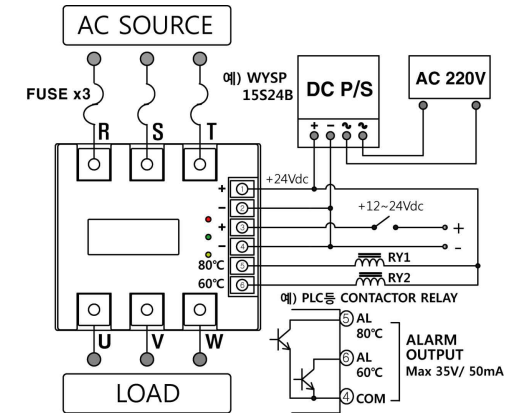 AC SOURCE
FUSE x3
예) WYSP
15S24B
DC P/S
AC 220V
R
S
T
+ - ~ ~
+24Vdc
+ 1
- 2
+ 3
+12~24Vdc
+
- 4
-
80℃ 5
RY1
60℃ 6
RY2
예) PLC등 CONTACTOR RELAY
U
V
W
LOAD
5 AL
80℃
6 AL
60℃
4 COM
ALARM
OUTPUT
Max 35V/ 50mA